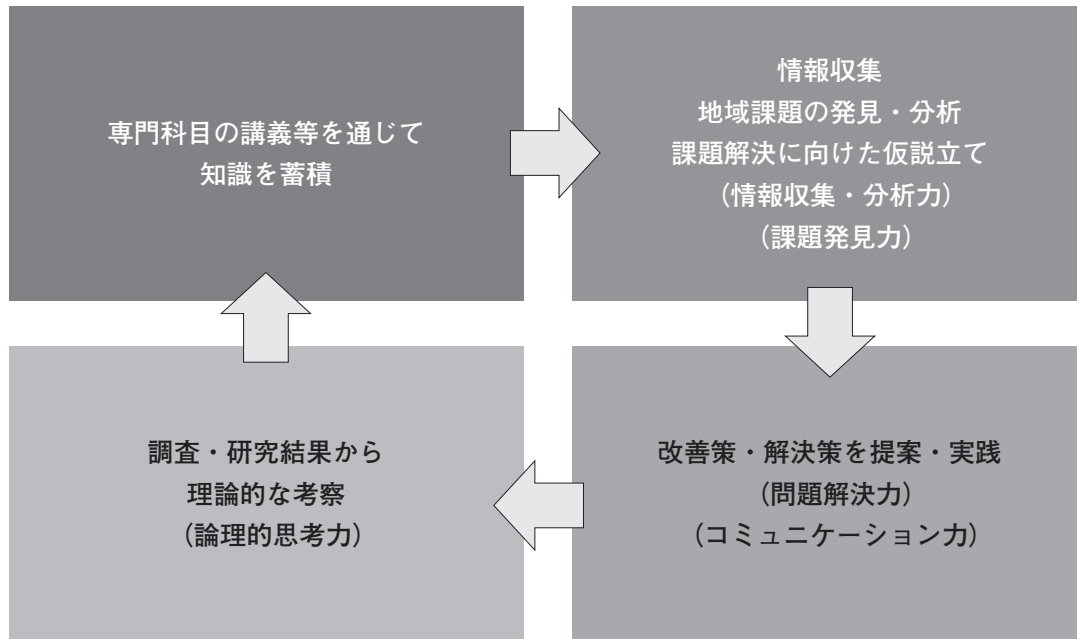 専門科目の講義等を通じて
知識を蓄積
情報収集
地域課題の発見・分析
課題解決に向けた仮説立て
(情報収集・分析力)
(課題発見力)
改善策・解決策を提案・実践
(問題解決力)
(コミュニケーション力)
調査・研究結果から
理論的な考察
(論理的思考力)